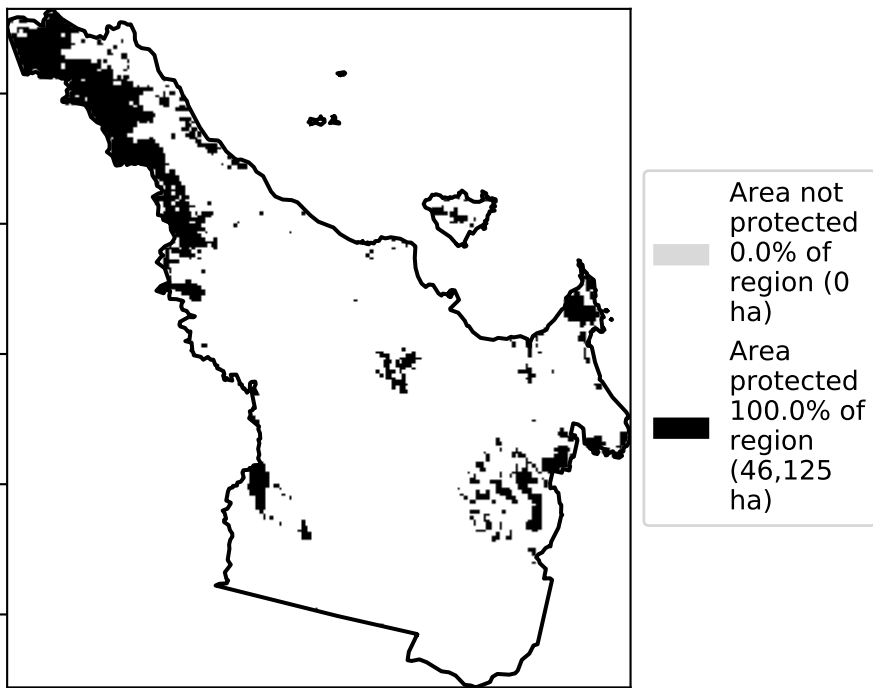 Area not
protected
0.0% of
region (0
ha)
Area
protected
100.0% of
region
(46,125
ha)